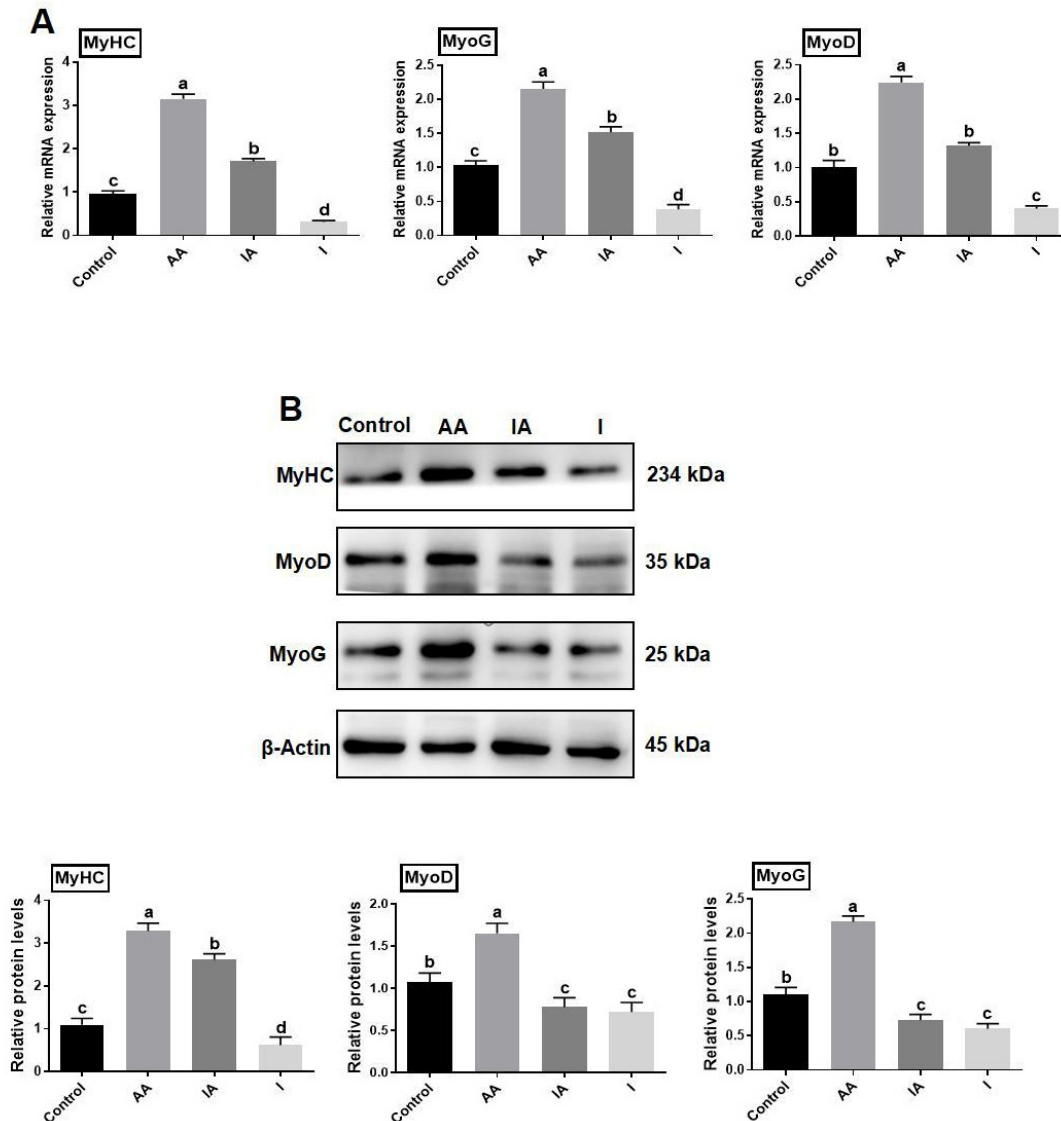 A
MyHC
Relative mRNA expression
4
3
2
1
0
a
b
c
d
Control
AA
IA
I
MyoG
Relative mRNA expression
2.5
2.0
1.5
1.0
0.5
0.0
a
b
c
d
Control
AA
IA
I
MyoD
Relative mRNA expression
2.5
2.0
1.5
1.0
0.5
0.0
a
b
b
c
Control
AA
IA
I
B
Control AA IA I
MyHC 234 kDa
MyoD 35 kDa
MyoG 25 kDa
β-Actin 45 kDa
MyHC
Relative protein levels
4
3
2
1
0
a
b
c
d
Control
AA
IA
I
MyoD
Relative protein levels
2.0
1.5
1.0
0.5
0.0
a
b
c
c
Control
AA
IA
I
MyoG
Relative protein levels
2.5
2.0
1.5
1.0
0.5
0.0
a
b
c
c
Control
AA
IA
I